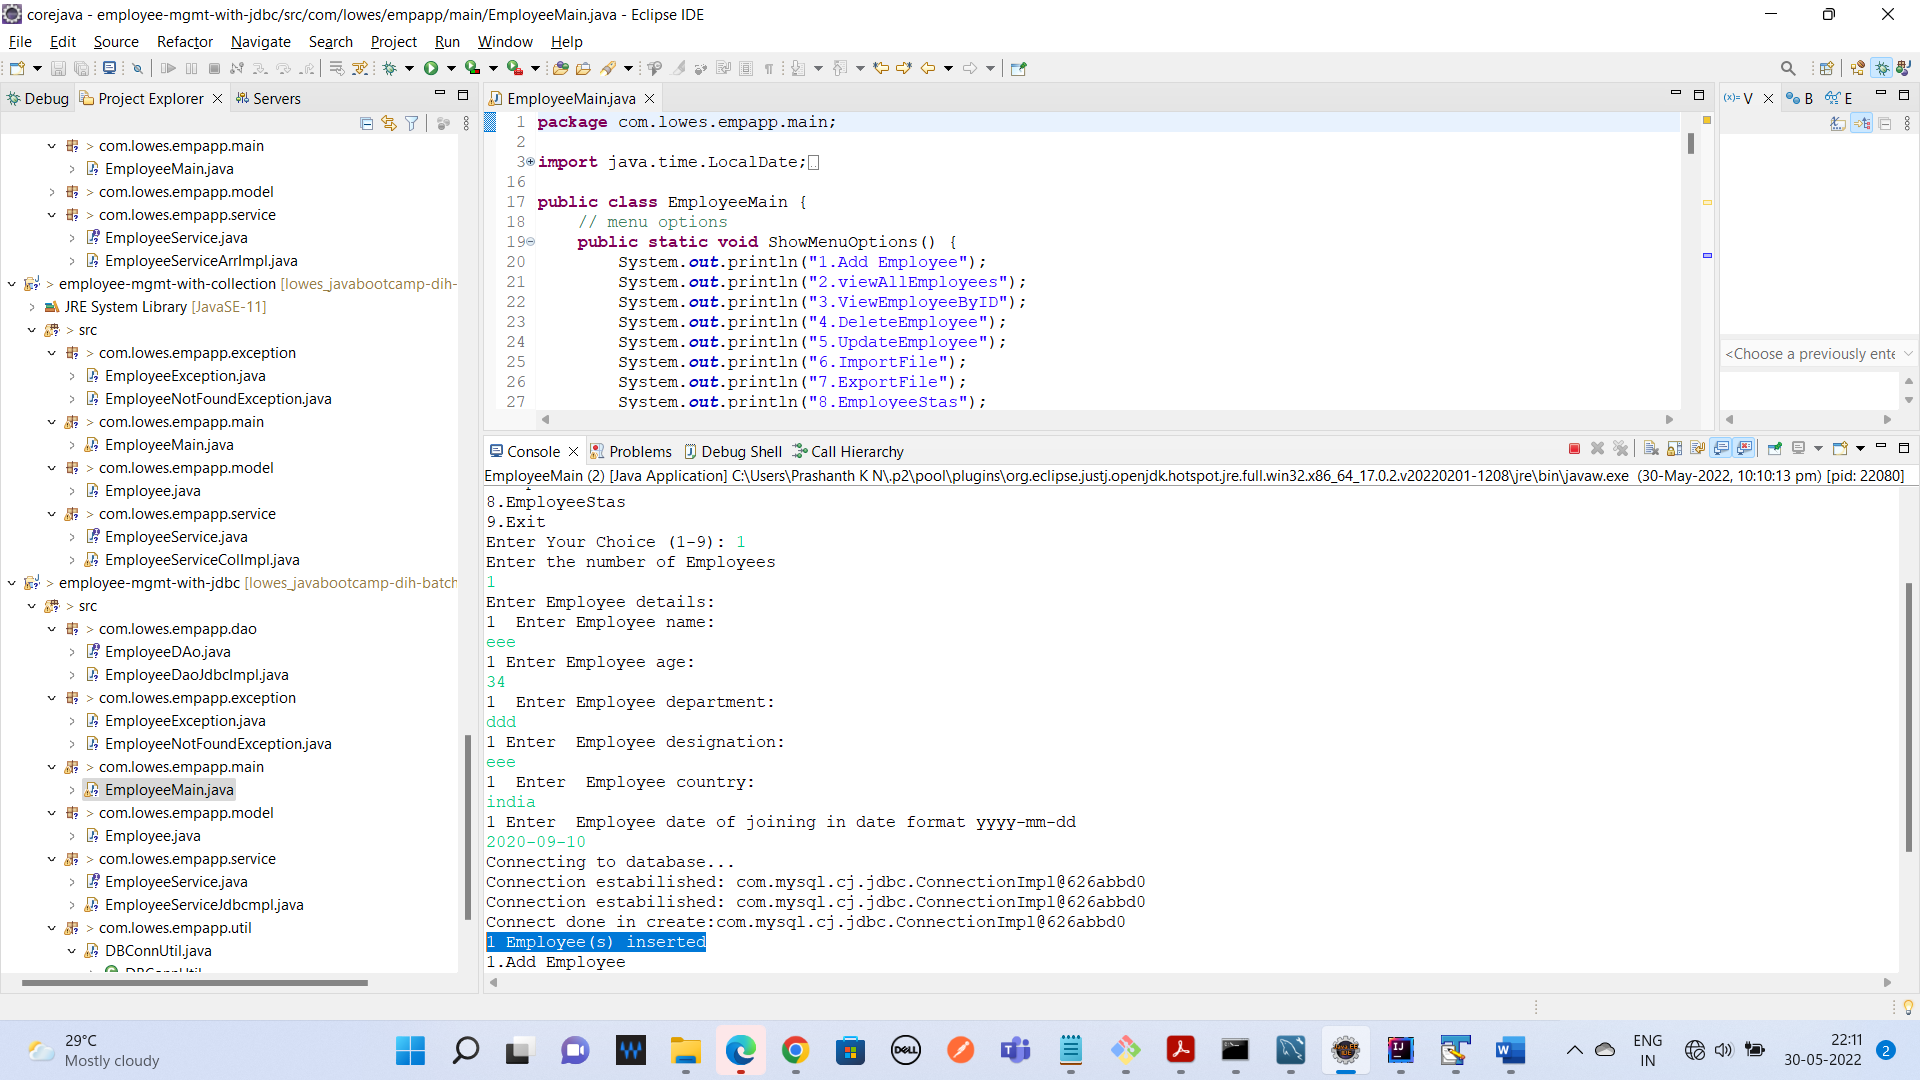 corejava - employee-mgmt-with-jdbc/src/com/lowes/empapp/main/EmployeeMain.java - Eclipse IDE
File Edit Source Refactor Navigate Search Project Run Window Help
Debug Project Explorer Servers
> com.lowes.empapp.main
EmployeeMain.java
> com.lowes.empapp.model
> com.lowes.empapp.service
EmployeeService.java
EmployeeServiceArrImpl.java
> employee-mgmt-with-collection [lowes_javabootcamp-dih-
JRE System Library [JavaSE-11]
> src
> com.lowes.empapp.exception
EmployeeException.java
EmployeeNotFoundException.java
> com.lowes.empapp.main
EmployeeMain.java
> com.lowes.empapp.model
Employee.java
> com.lowes.empapp.service
EmployeeService.java
EmployeeServiceColImpl.java
> employee-mgmt-with-jdbc [lowes_javabootcamp-dih-batch
> src
> com.lowes.empapp.dao
EmployeeDAo.java
EmployeeDaoJdbcImpl.java
> com.lowes.empapp.exception
EmployeeException.java
EmployeeNotFoundException.java
> com.lowes.empapp.main
EmployeeMain.java
> com.lowes.empapp.model
Employee.java
> com.lowes.empapp.service
EmployeeService.java
EmployeeServiceJdbcmpl.java
> com.lowes.empapp.util
DBConnUtil.java
EmployeeMain.java
1 package com.lowes.empapp.main;
2
3 import java.time.LocalDate;
16
17 public class EmployeeMain {
18 // menu options
19 public static void ShowMenuOptions() {
20 System.out.println("1.Add Employee");
21 System.out.println("2.viewAllEmployees");
22 System.out.println("3.ViewEmployeeByID");
23 System.out.println("4.DeleteEmployee");
24 System.out.println("5.UpdateEmployee");
25 System.out.println("6.ImportFile");
26 System.out.println("7.ExportFile");
27 System.out.println("8.EmployeeStas");
(x)= V B E
<Choose a previously ente
Console Problems Debug Shell Call Hierarchy
EmployeeMain (2) [Java Application] C:\Users\Prashanth K N\.p2\pool\plugins\org.eclipse.justj.openjdk.hotspot.jre.full.win32.x86_64_17.0.2.v20220201-1208\jre\bin\javaw.exe (30-May-2022, 10:10:13 pm) [pid: 22080]
8.EmployeeStas
9.Exit
Enter Your Choice (1-9): 1
Enter the number of Employees
1
Enter Employee details:
1 Enter Employee name:
eee
1 Enter Employee age:
34
1 Enter Employee department:
ddd
1 Enter Employee designation:
eee
1 Enter Employee country:
india
1 Enter Employee date of joining in date format yyyy-mm-dd
2020-09-10
Connecting to database...
Connection estabilished: com.mysql.cj.jdbc.ConnectionImpl@626abbd0
Connection estabilished: com.mysql.cj.jdbc.ConnectionImpl@626abbd0
Connect done in create:com.mysql.cj.jdbc.ConnectionImpl@626abbd0
1 Employee(s) inserted
1.Add Employee
29°C
Mostly cloudy
DELL
ENG
IN
22:11
30-05-2022
2